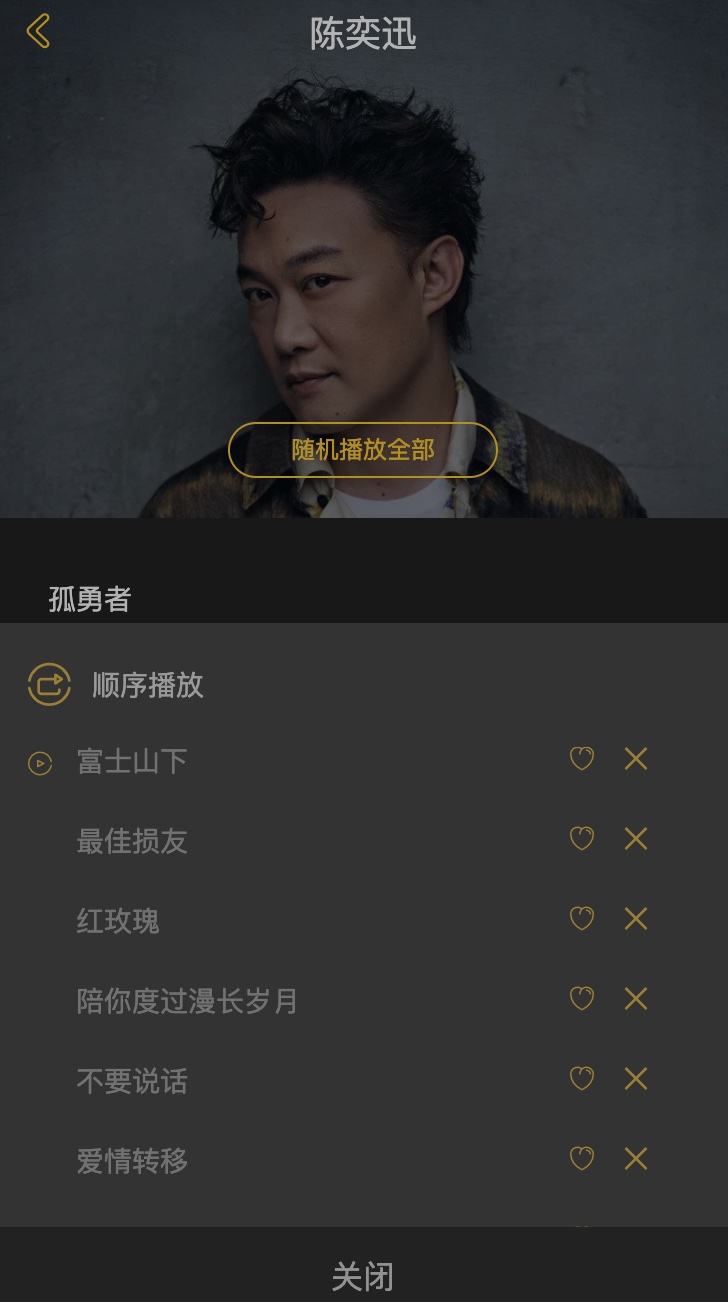 陈奕迅
随机播放全部
孤勇者
顺序播放
富士山下
最佳损友
红玫瑰
陪你度过漫长岁月
不要说话
爱情转移
关闭